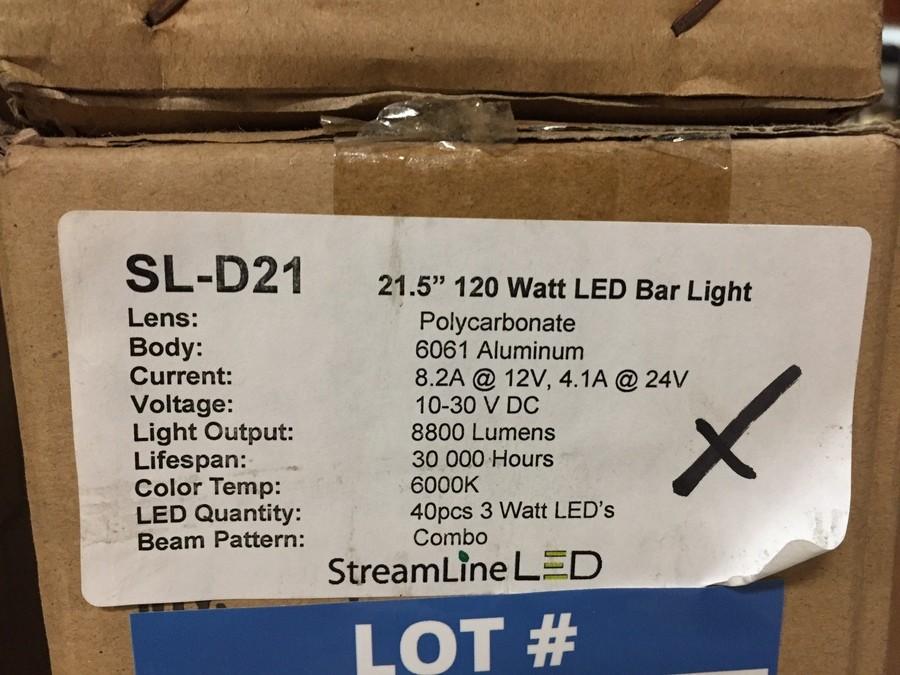 SL-D21 21.5” 120 Watt LED Bar Light
Lens: Polycarbonate
Body: 6061 Aluminum
Current: 8.2A @ 12V, 4.1A @ 24V
Voltage: 10-30 V DC
Light Output: 8800 Lumens
Lifespan: 30 000 Hours
Color Temp: 6000K
LED Quantity: 40pcs 3 Watt LED’s
Beam Pattern: Combo
StreamLine LED
LOT #